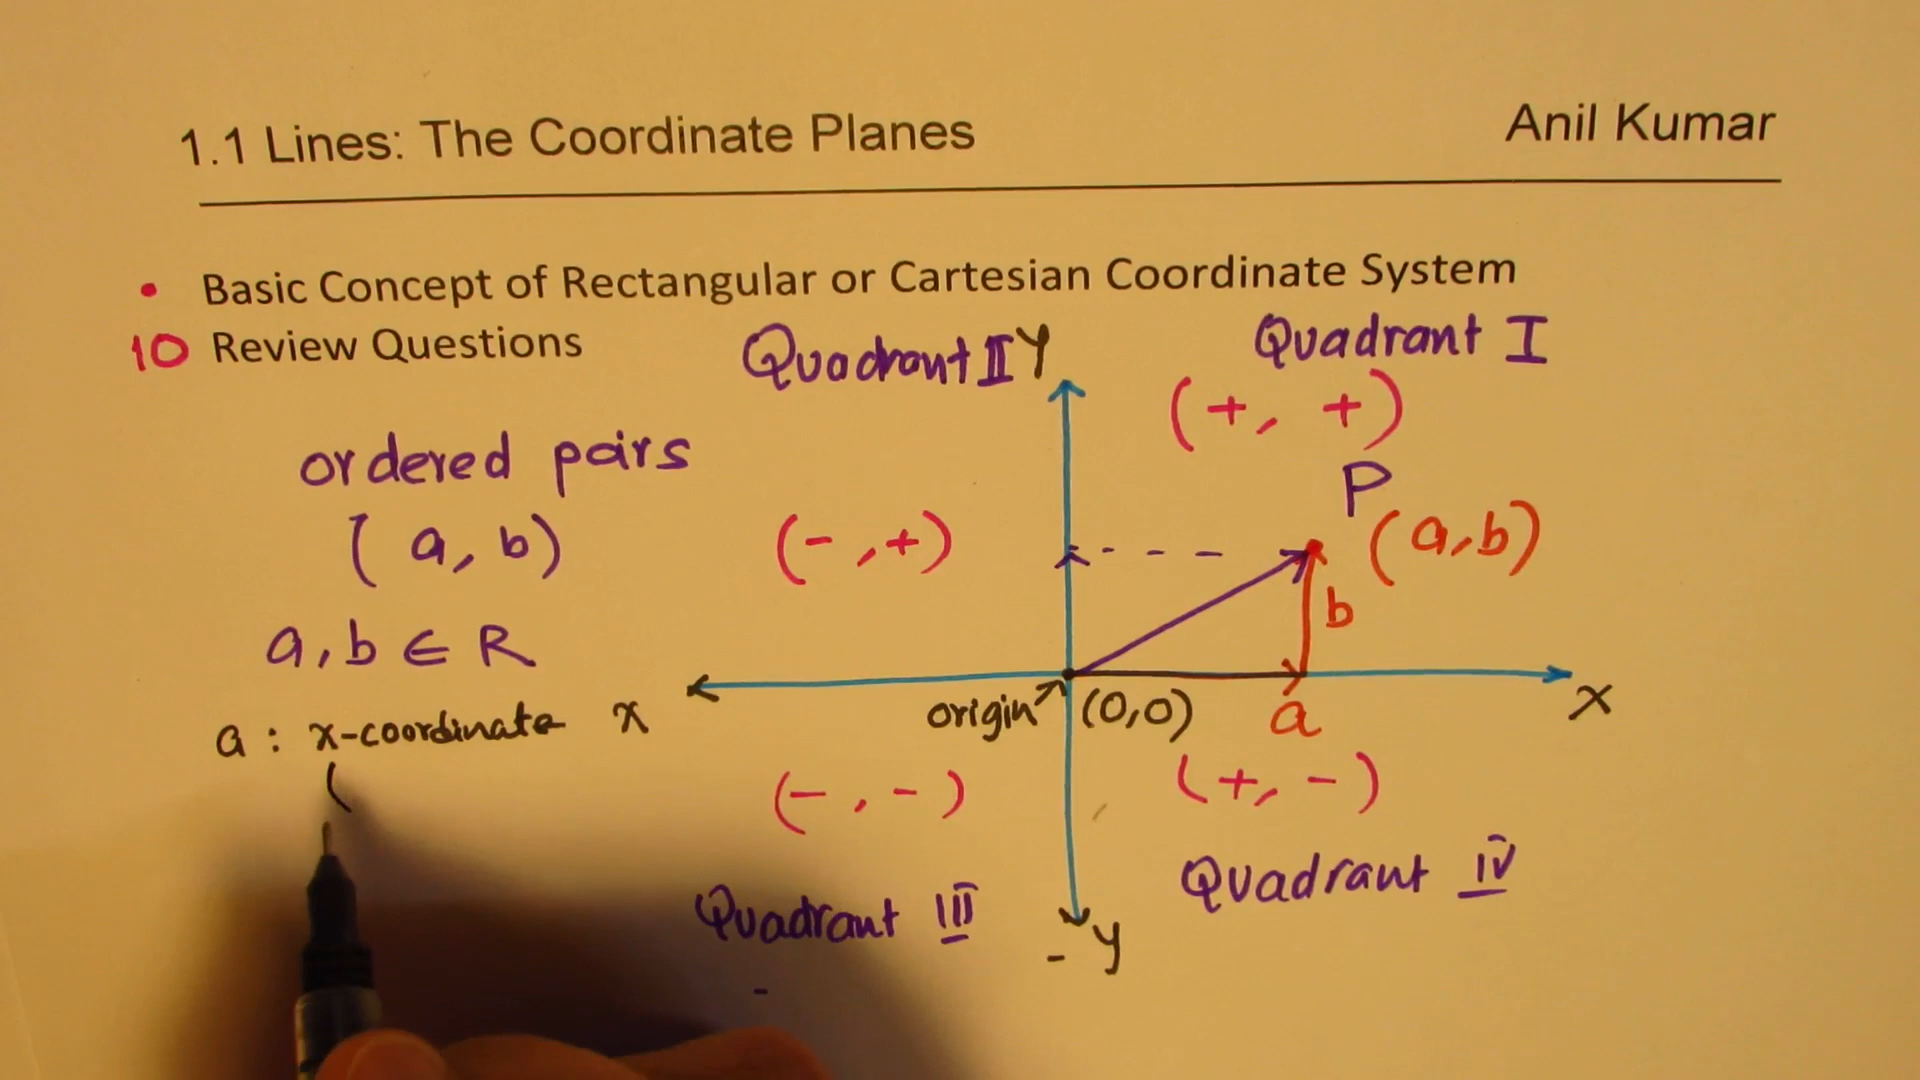 1.1 Lines: The Coordinate Planes
Anil Kumar
• Basic Concept of Rectangular or Cartesian Coordinate System
10 Review Questions
Quadrant II
Y
Quadrant I
(+, +)
ordered pairs
P
(a, b)
(-, +)
(a,b)
b
a, b ∈ R
a : x-coordinate
(
x
origin
(0,0)
a
X
(-, -)
(+, -)
Quadrant III
Quadrant IV
-y
-